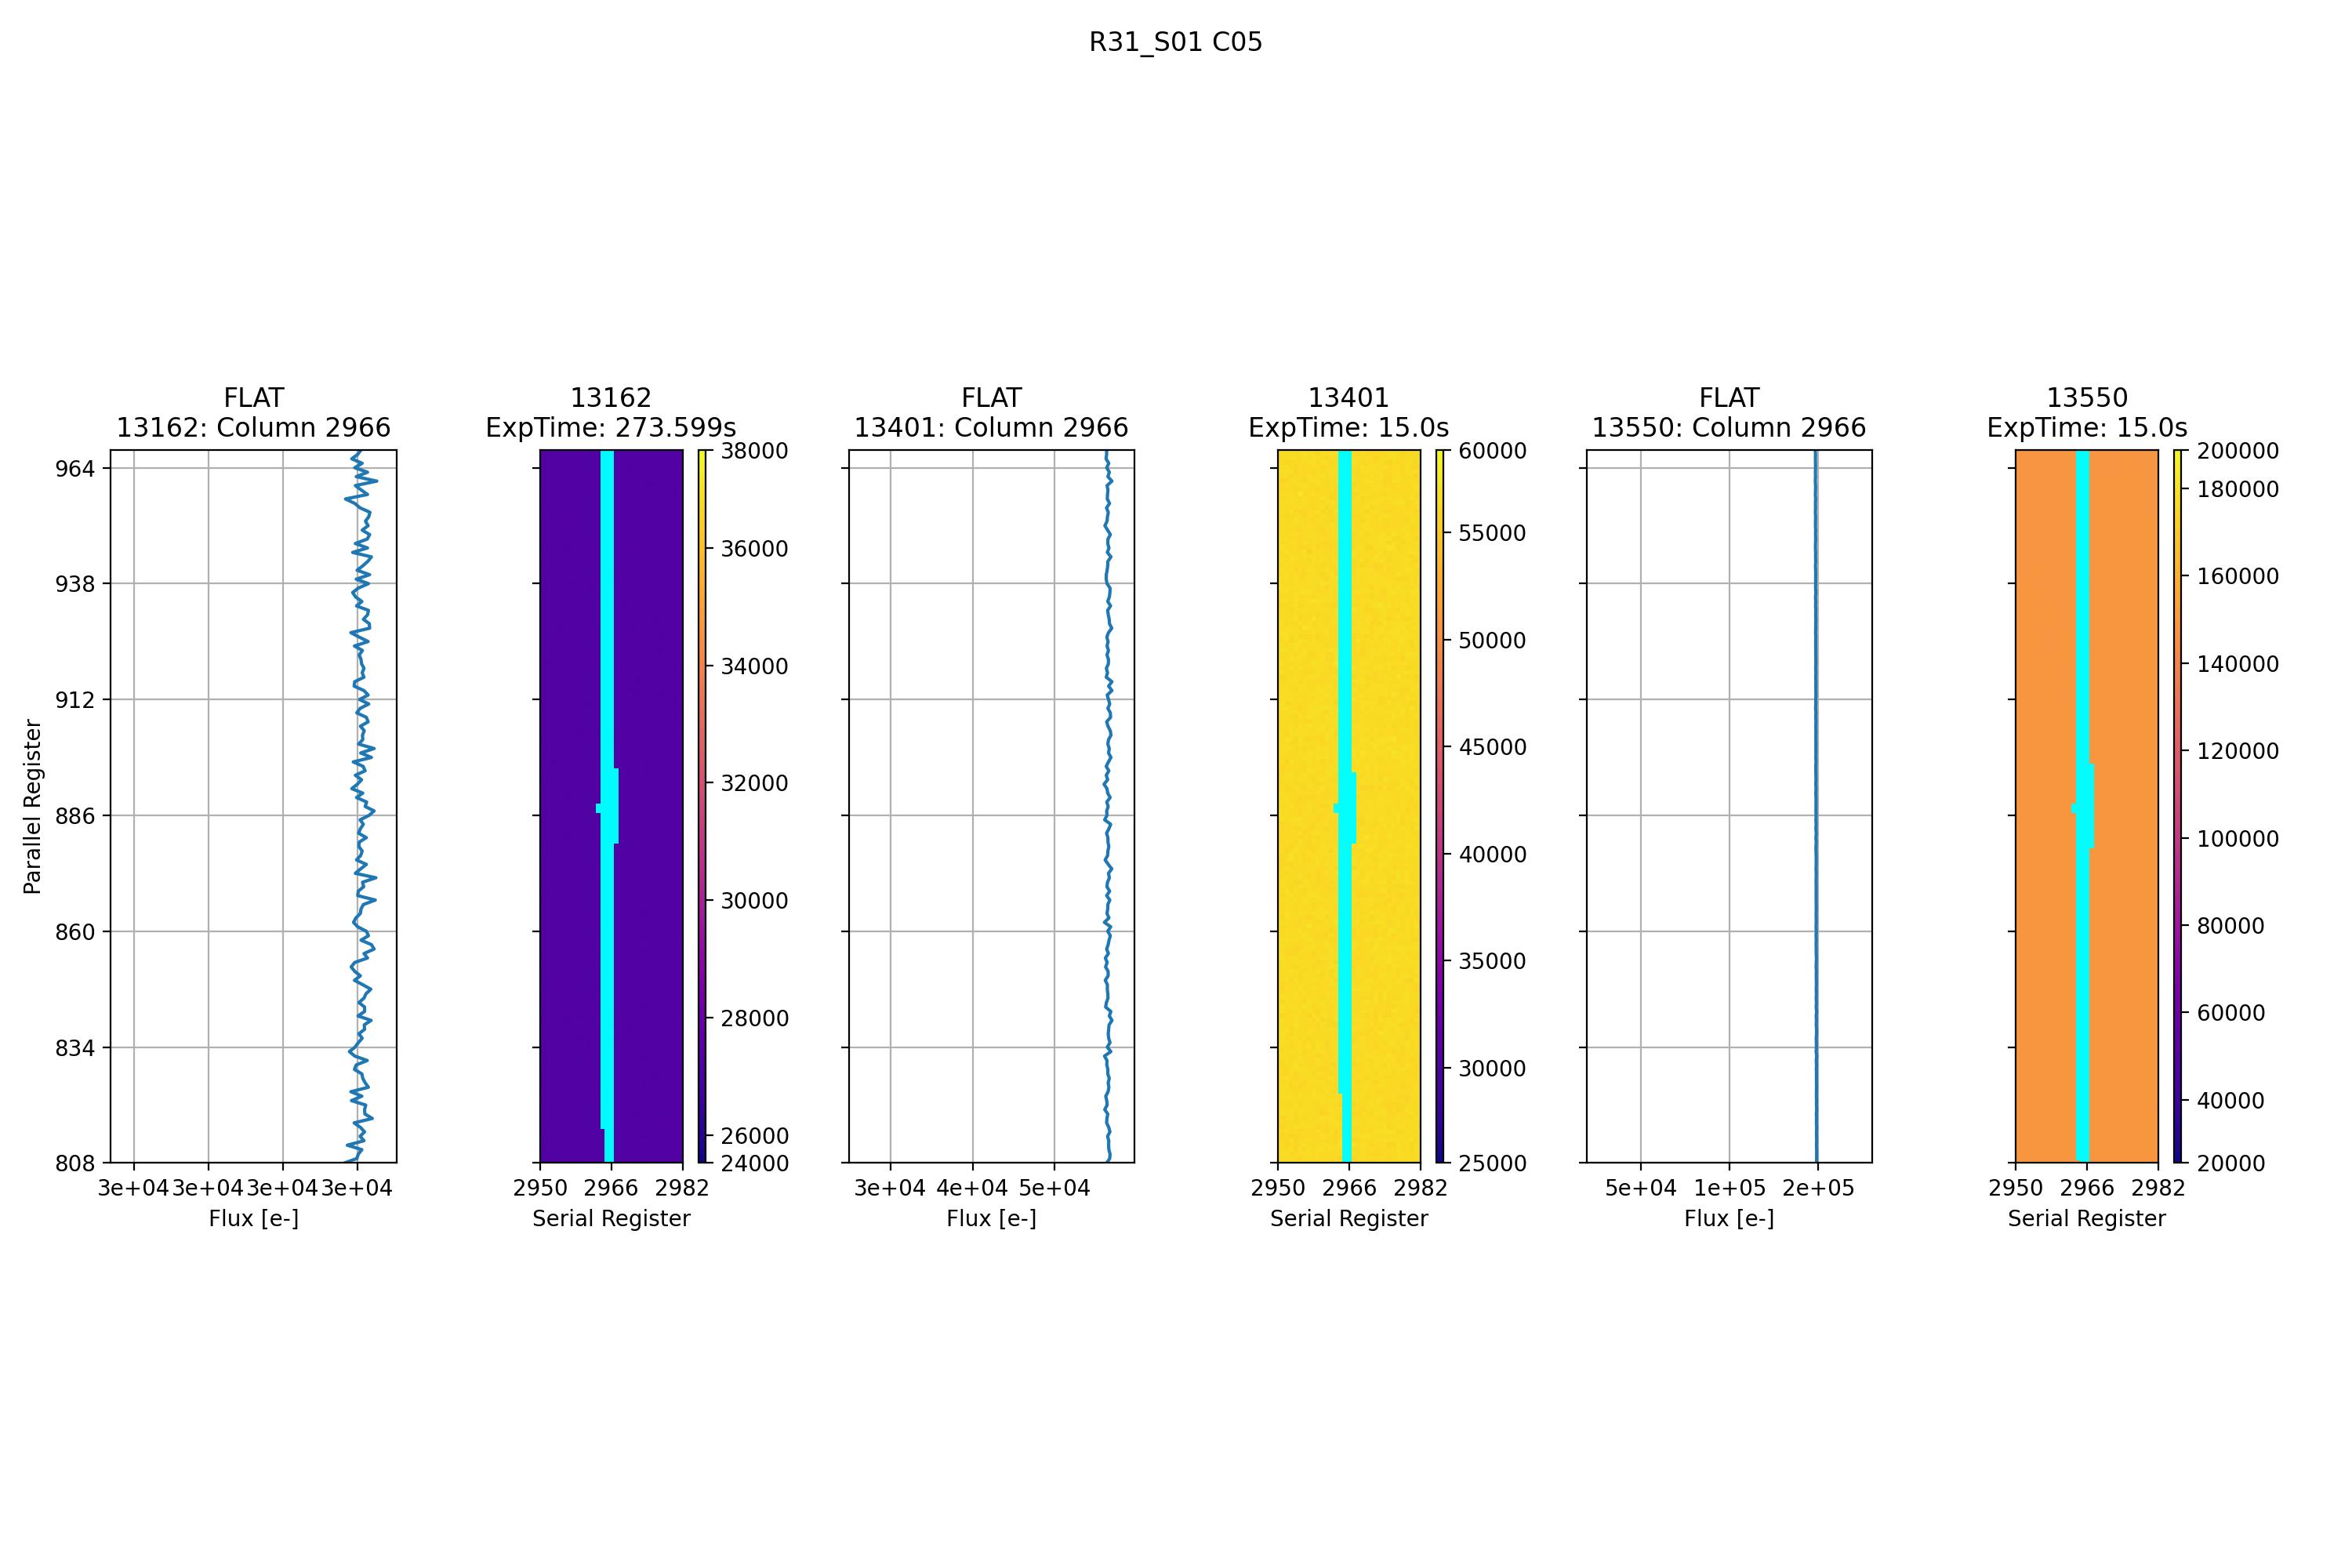 R31_S01 C05
FLAT
13162: Column 2966
13162
ExpTime: 273.599s
FLAT
13401: Column 2966
13401
ExpTime: 15.0s
FLAT
13550: Column 2966
13550
ExpTime: 15.0s
Parallel Register
964
938
912
886
860
834
808
3e+04 3e+04 3e+04 3e+04
Flux [e-]
38000
36000
34000
32000
30000
28000
26000
24000
2950 2966 2982
Serial Register
3e+04 4e+04 5e+04
Flux [e-]
60000
55000
50000
45000
40000
35000
30000
25000
2950 2966 2982
Serial Register
5e+04 1e+05 2e+05
Flux [e-]
200000
180000
160000
140000
120000
100000
80000
60000
40000
20000
2950 2966 2982
Serial Register